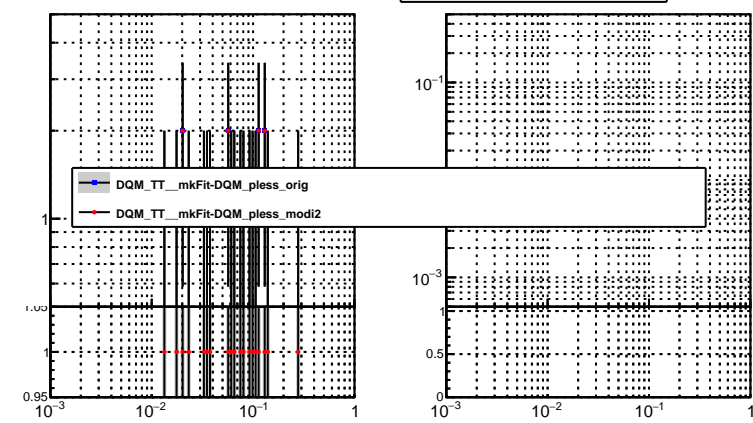 10⁻¹
DQM_TT__mkFit-DQM_pless_orig
DQM_TT__mkFit-DQM_pless_modi2
1
10⁻³
1.05
1
1
0.5
0.95
0
10⁻³ 10⁻² 10⁻¹ 1
10⁻³ 10⁻² 10⁻¹ 1